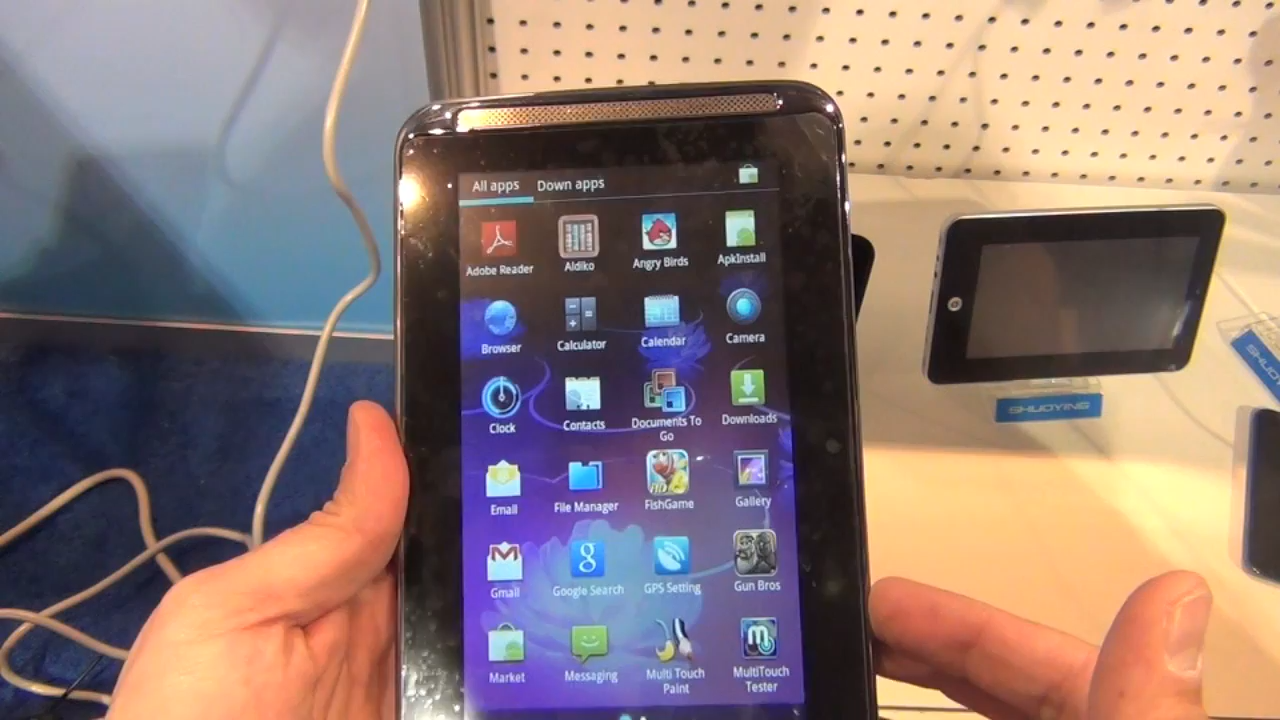 All apps Down apps
Adobe Reader Aldiko Angry Birds ApkInstall
Browser Calculator Calendar Camera
Clock Contacts Documents To Go Downloads
Email File Manager FishGame Gallery
Gmail Google Search GPS Setting Gun Bros
Market Messaging Multi Touch Paint MultiTouch Tester
SHUOYING